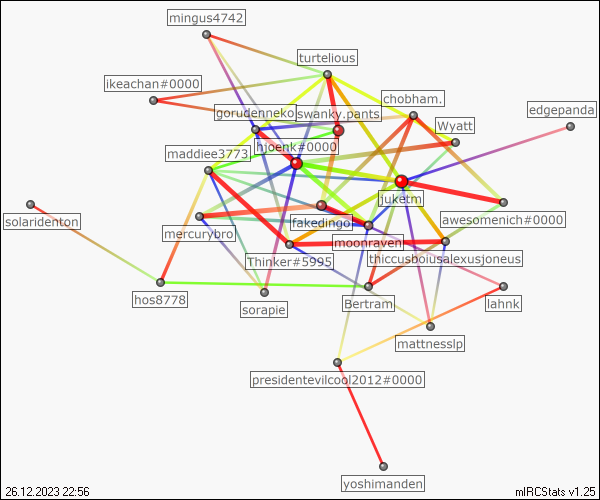 mingus4742
turtelious
ikeachan#0000
chobham.
goudenneko
swanky.pants
edgepanda
Wyatt
hjoenk#0000
maddiee3773
juketm
solaridenton
mercurybro
fakedingo
awesomenich#0000
moonraven
Thinker#5995
thiccusboiusalexusjoneus
hos8778
sorapie
Bertram
lahnk
mattnesslp
presidentevilcool2012#0000
yoshimanden
26.12.2023 22:56
mIRCStats v1.25